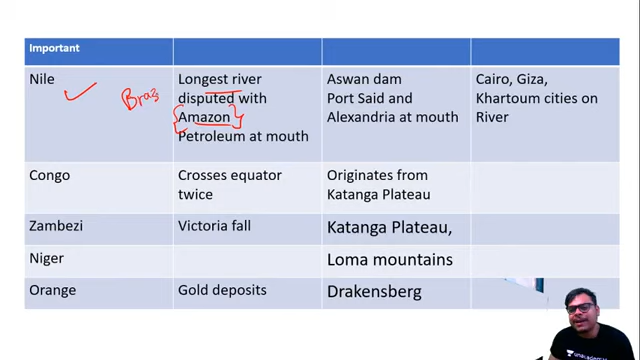 Important
Nile
Braz
Longest river
disputed with
Amazon
Petroleum at mouth
Aswan dam
Port Said and
Alexandria at mouth
Cairo, Giza,
Khartoum cities on
River
Congo
Crosses equator
twice
Originates from
Katanga Plateau
Zambezi
Victoria fall
Katanga Plateau,
Niger
Loma mountains
Orange
Gold deposits
Drakensberg